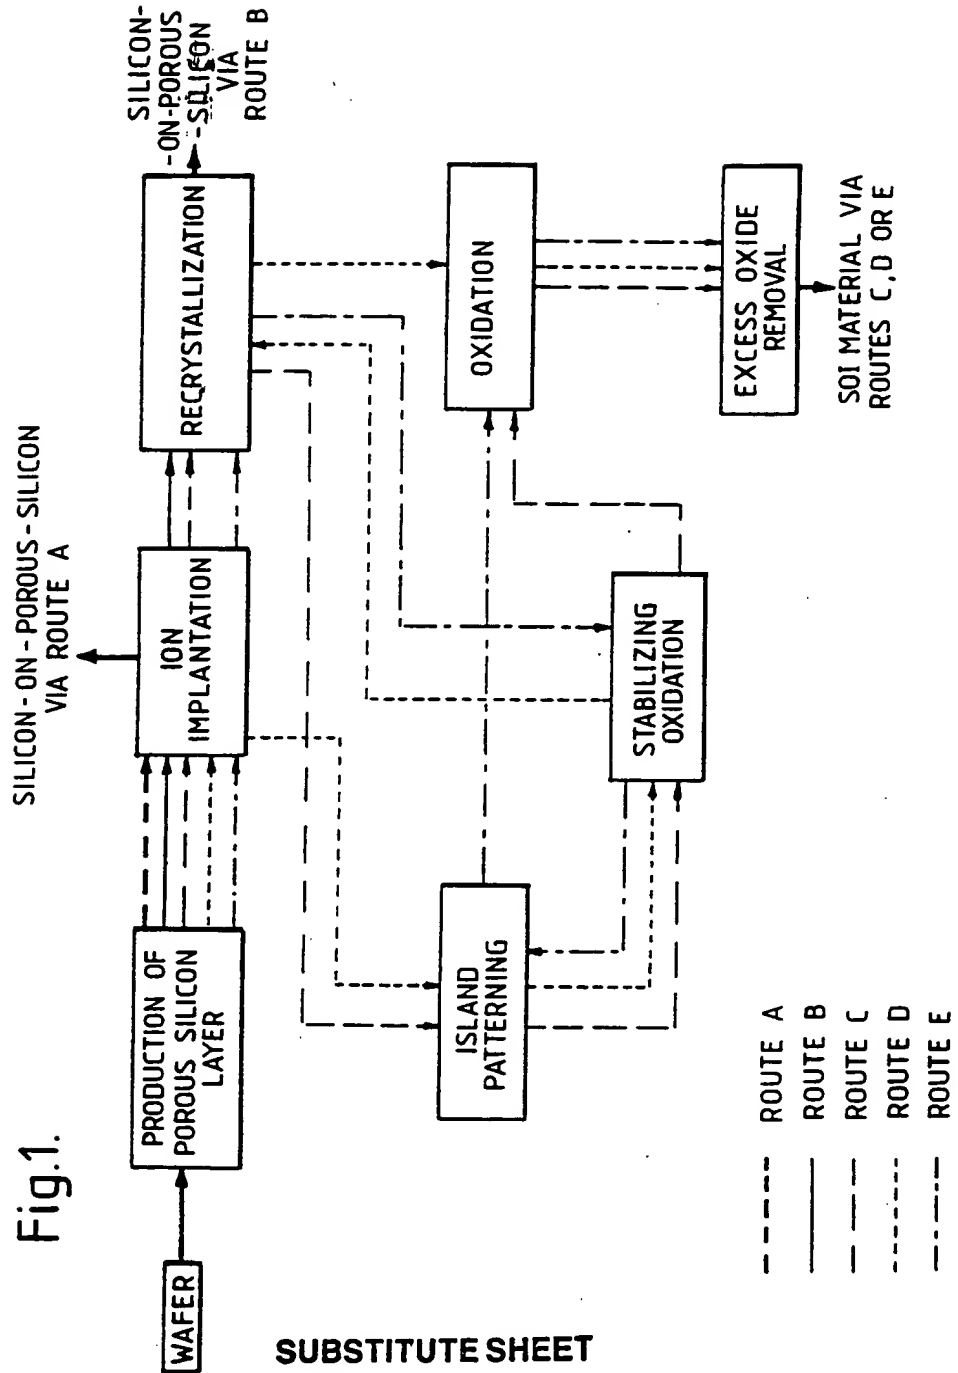 Fig.1.
WAFER
PRODUCTION OF
POROUS SILICON
LAYER
ION
IMPLANTATION
SILICON-ON-POROUS-SILICON
VIA ROUTE A
RECRYSTALLIZATION
SILICON-
-ON-POROUS
-SILICON
VIA
ROUTE B
ISLAND
PATTERNING
STABILIZING
OXIDATION
OXIDATION
EXCESS OXIDE
REMOVAL
SOI MATERIAL VIA
ROUTES C,D OR E
ROUTE A
ROUTE B
ROUTE C
ROUTE D
ROUTE E
SUBSTITUTE SHEET